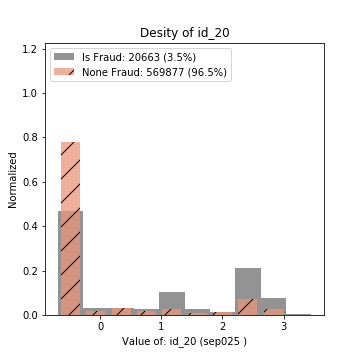 Desity of id_20
Is Fraud: 20663 (3.5%)
None Fraud: 569877 (96.5%)
1.2
1.0
0.8
0.6
0.4
0.2
0.0
Normalized
0 1 2 3
Value of: id_20 (sep025 )